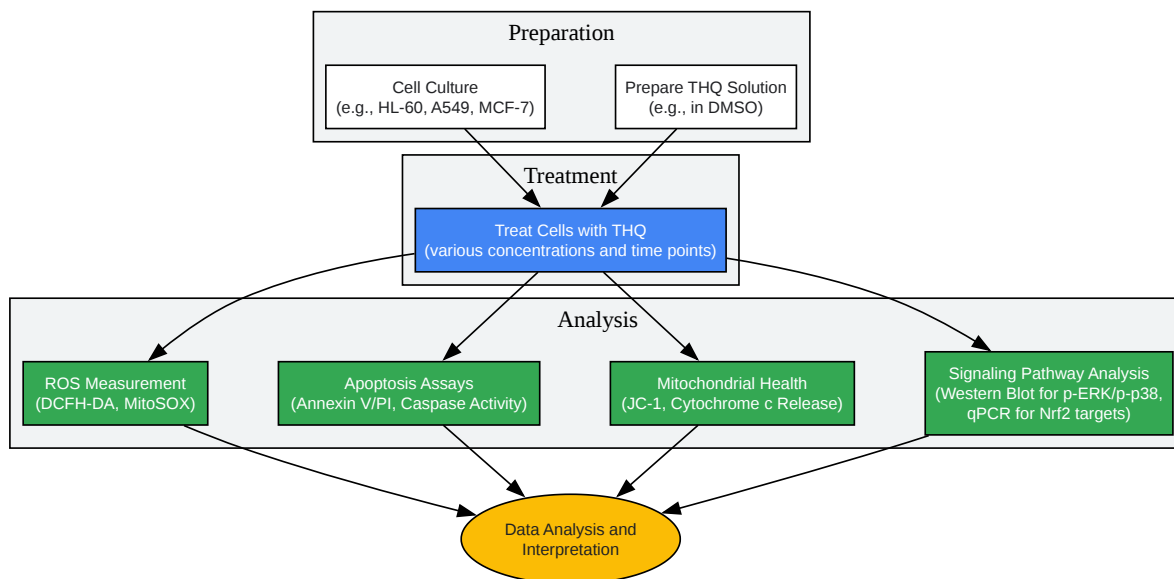 Preparation
Cell Culture
(e.g., HL-60, A549, MCF-7)
Prepare THQ Solution
(e.g., in DMSO)
Treatment
Treat Cells with THQ
(various concentrations and time points)
Analysis
ROS Measurement
(DCFH-DA, MitoSOX)
Apoptosis Assays
(Annexin V/PI, Caspase Activity)
Mitochondrial Health
(JC-1, Cytochrome c Release)
Signaling Pathway Analysis
(Western Blot for p-ERK/p-p38,
qPCR for Nrf2 targets)
Data Analysis and
Interpretation